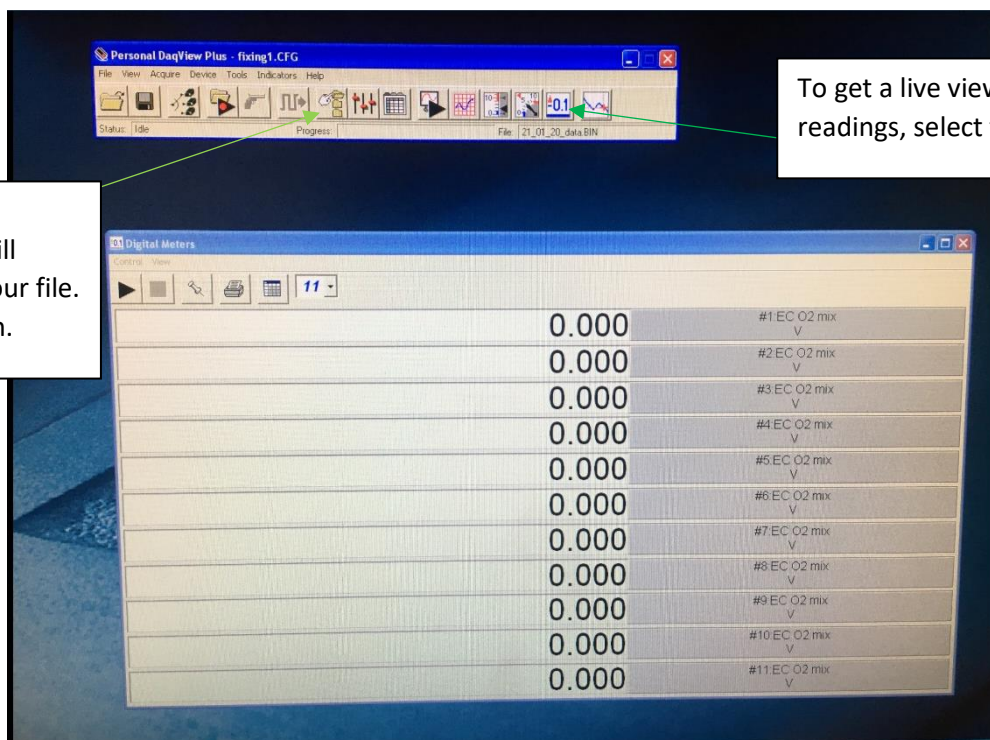 Personal DaqView Plus - fixing1.CFG
File View Acquire Device Tools Indicators Help
Status: Idle Progress: File: 21_01_20_data.BIN
To get a live view
readings, select
ill
our file.
Digital Meters
Control View
11
0.000 #1:EC O2 mix
V
0.000 #2:EC O2 mix
V
0.000 #3:EC O2 mix
V
0.000 #4:EC O2 mix
V
0.000 #5:EC O2 mix
V
0.000 #6:EC O2 mix
V
0.000 #7:EC O2 mix
V
0.000 #8:EC O2 mix
V
0.000 #9:EC O2 mix
V
0.000 #10:EC O2 mix
V
0.000 #11:EC O2 mix
V